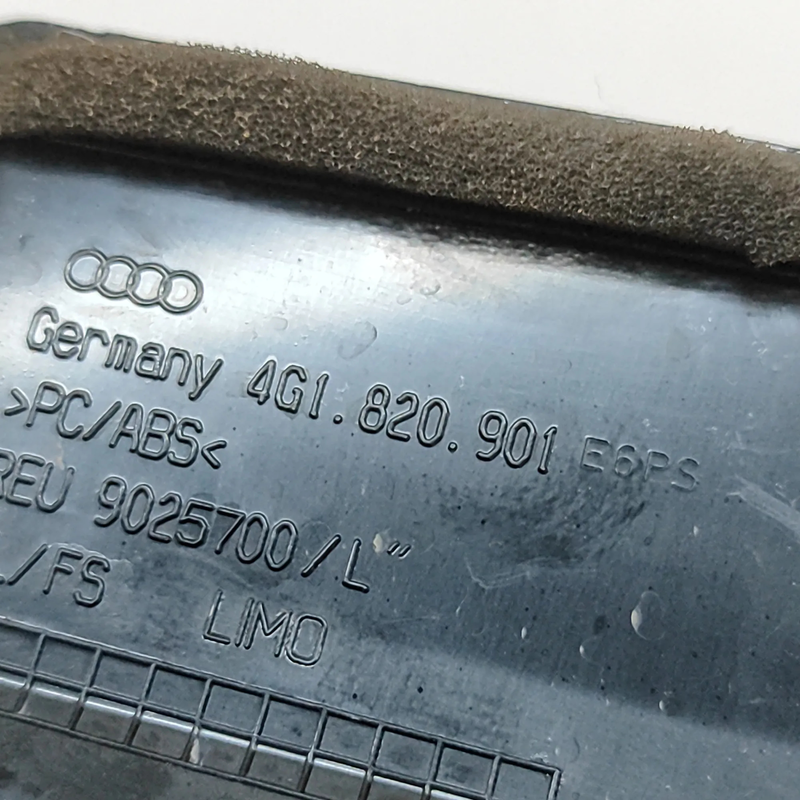 Germany 4G1.820.901 E6PS
>PC/ABS<
REU 9025700/L"
L/FS LIMO